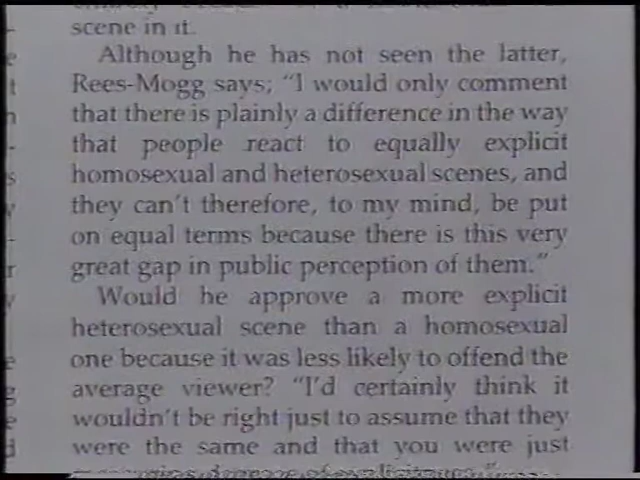 scene in it.
Although he has not seen the latter,
Rees-Mogg says; "I would only comment
that there is plainly a difference in the way
that people react to equally explicit
homosexual and heterosexual scenes, and
they can't therefore, to my mind, be put
on equal terms because there is this very
great gap in public perception of them."
Would he approve a more explicit
heterosexual scene than a homosexual
one because it was less likely to offend the
average viewer? "I'd certainly think it
wouldn't be right just to assume that they
were the same and that you were just